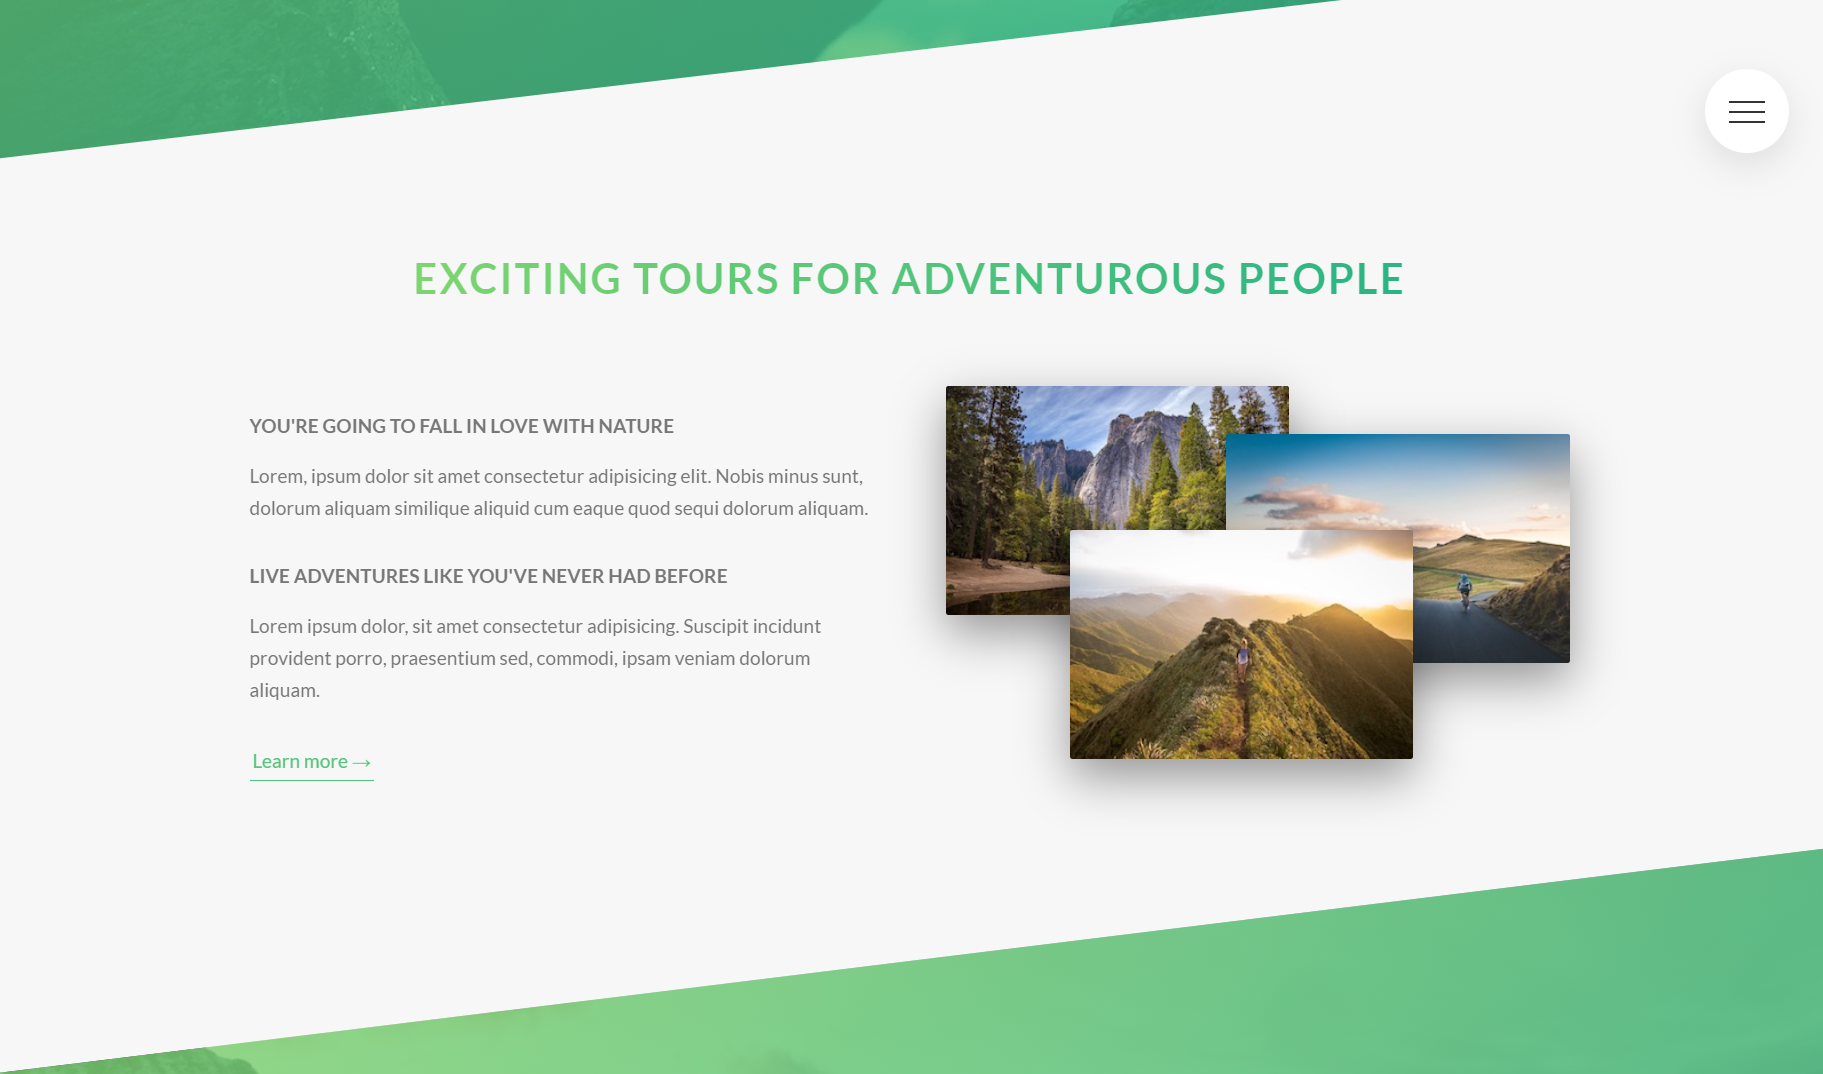 EXCITING TOURS FOR ADVENTUROUS PEOPLE
YOU'RE GOING TO FALL IN LOVE WITH NATURE
Lorem, ipsum dolor sit amet consectetur adipisicing elit. Nobis minus sunt,
dolorum aliquam similique aliquid cum eaque quod sequi dolorum aliquam.
LIVE ADVENTURES LIKE YOU'VE NEVER HAD BEFORE
Lorem ipsum dolor, sit amet consectetur adipisicing. Suscipit incidunt
provident porro, praesentium sed, commodi, ipsam veniam dolorum
aliquam.
Learn more →